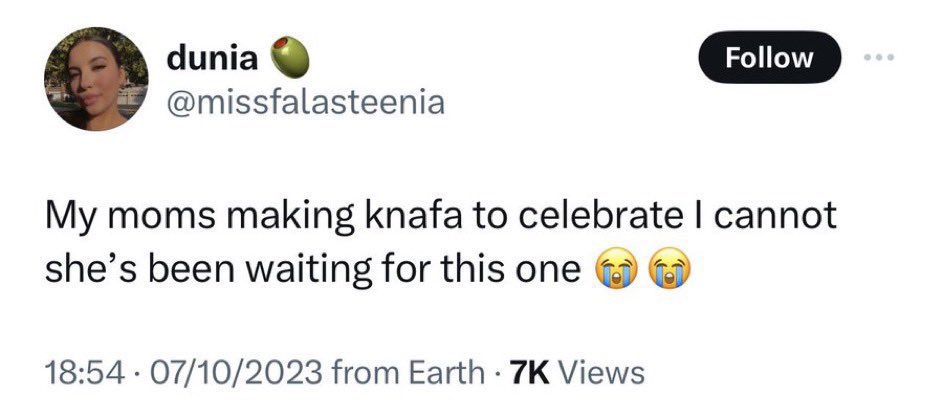 dunia 🫒
Follow
@missfalasteenia
My moms making knafa to celebrate I cannot
she’s been waiting for this one 😭 😭
18:54 · 07/10/2023 from Earth · 7K Views